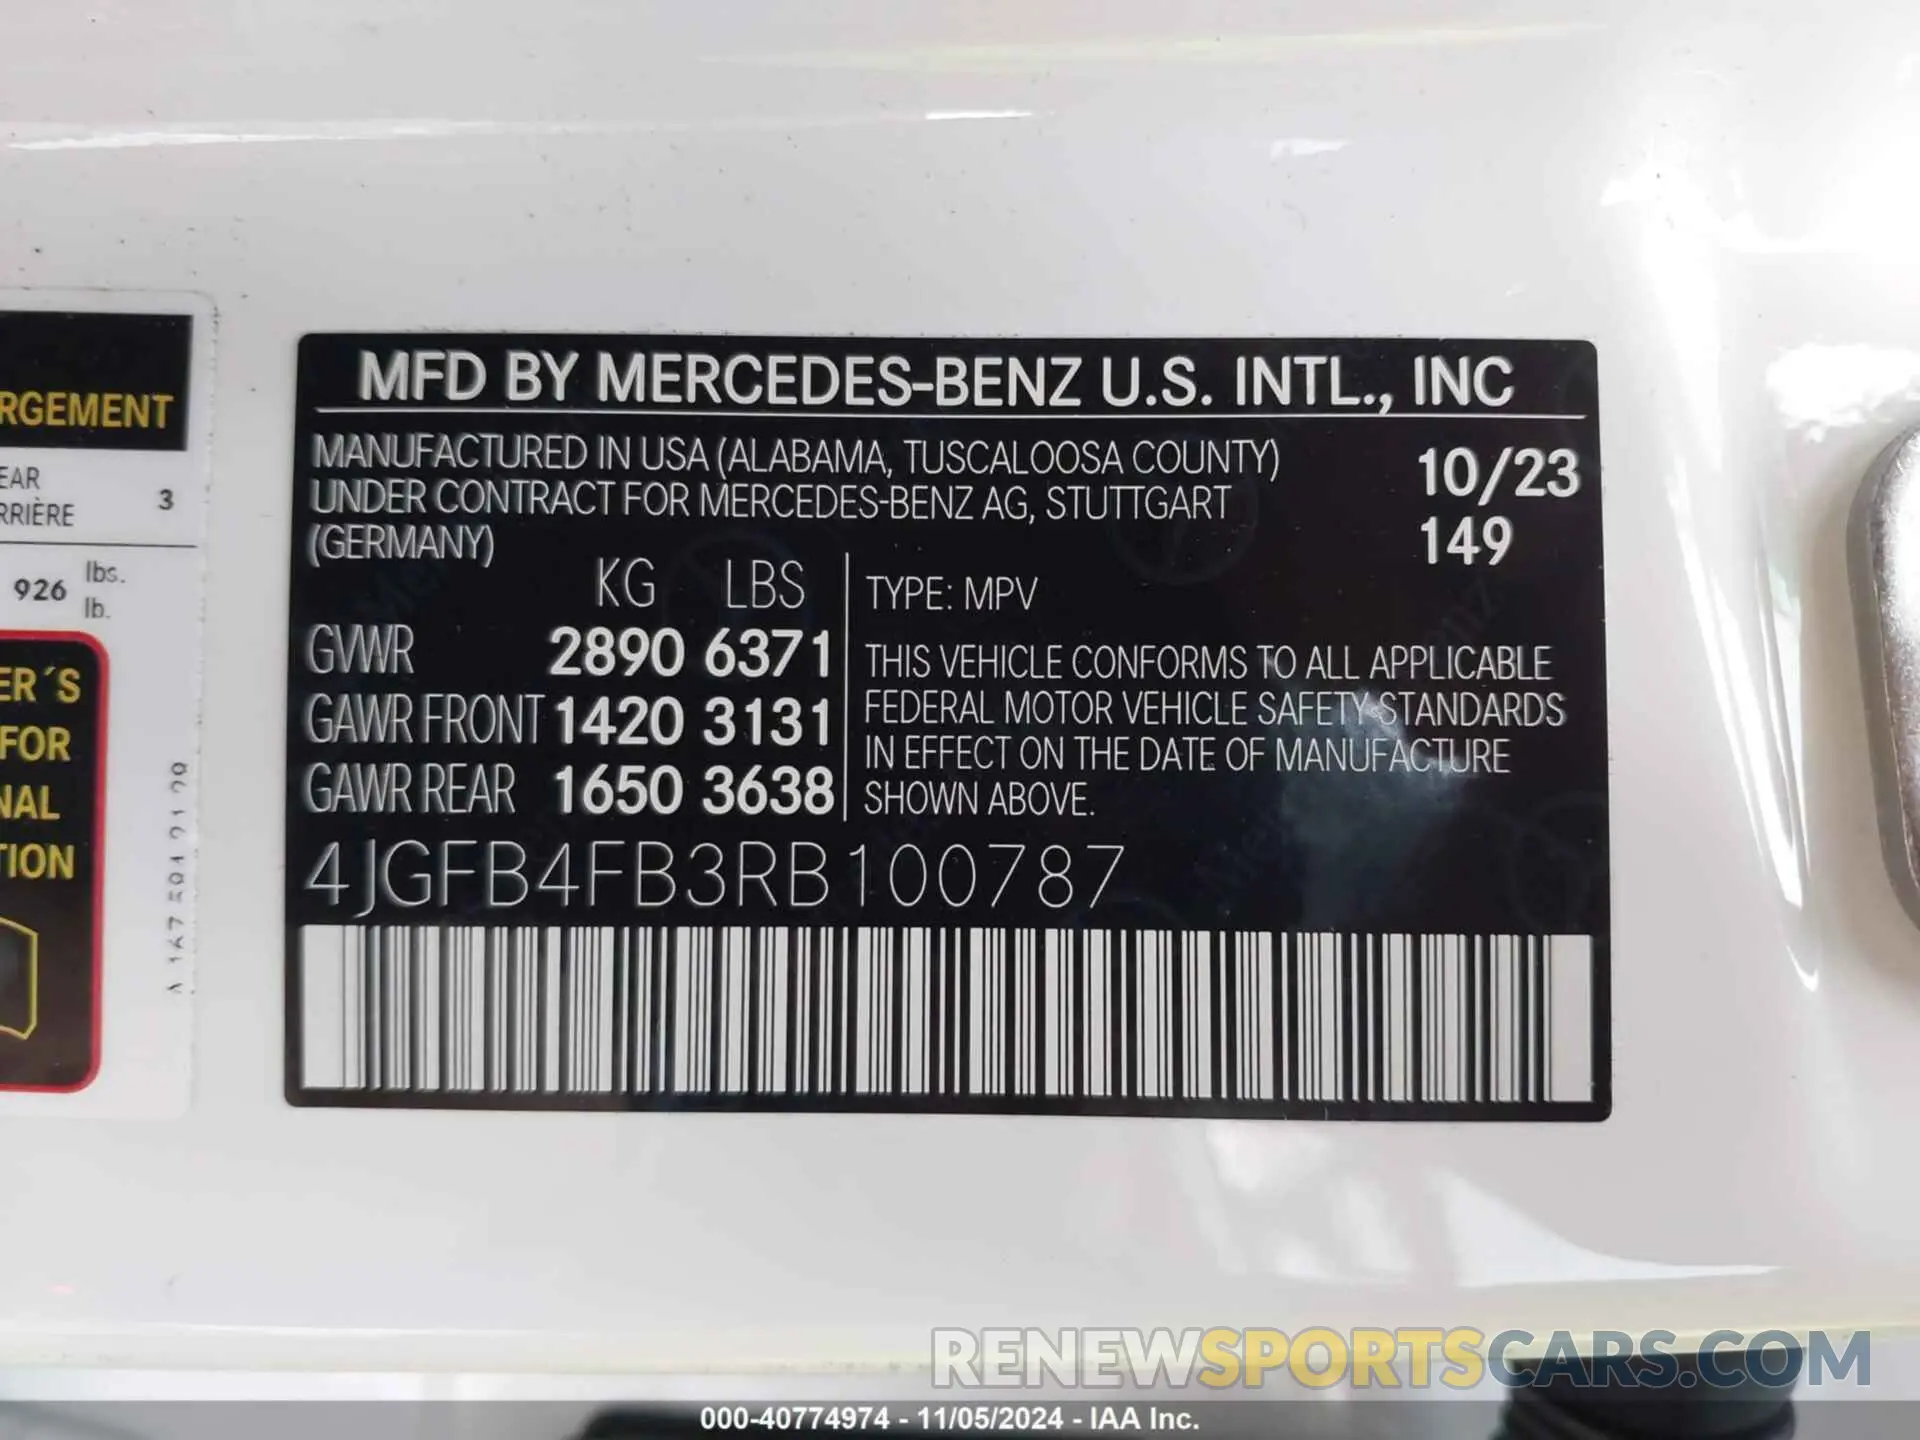 RGEMENT
EAR
RRIÈRE 3
926 lbs.
lb.
ER´S
FOR
NAL
TION
MFD BY MERCEDES-BENZ U.S. INTL., INC
MANUFACTURED IN USA (ALABAMA, TUSCALOOSA COUNTY) 10/23
UNDER CONTRACT FOR MERCEDES-BENZ AG, STUTTGART 149
(GERMANY)
KG LBS
GVWR 2890 6371
GAWR FRONT 1420 3131
GAWR REAR 1650 3638
TYPE: MPV
THIS VEHICLE CONFORMS TO ALL APPLICABLE
FEDERAL MOTOR VEHICLE SAFETY STANDARDS
IN EFFECT ON THE DATE OF MANUFACTURE
SHOWN ABOVE.
4JGFB4FB3RB100787
RENEWSPORTSCARS.COM
000-40774974 - 11/05/2024 - IAA Inc.